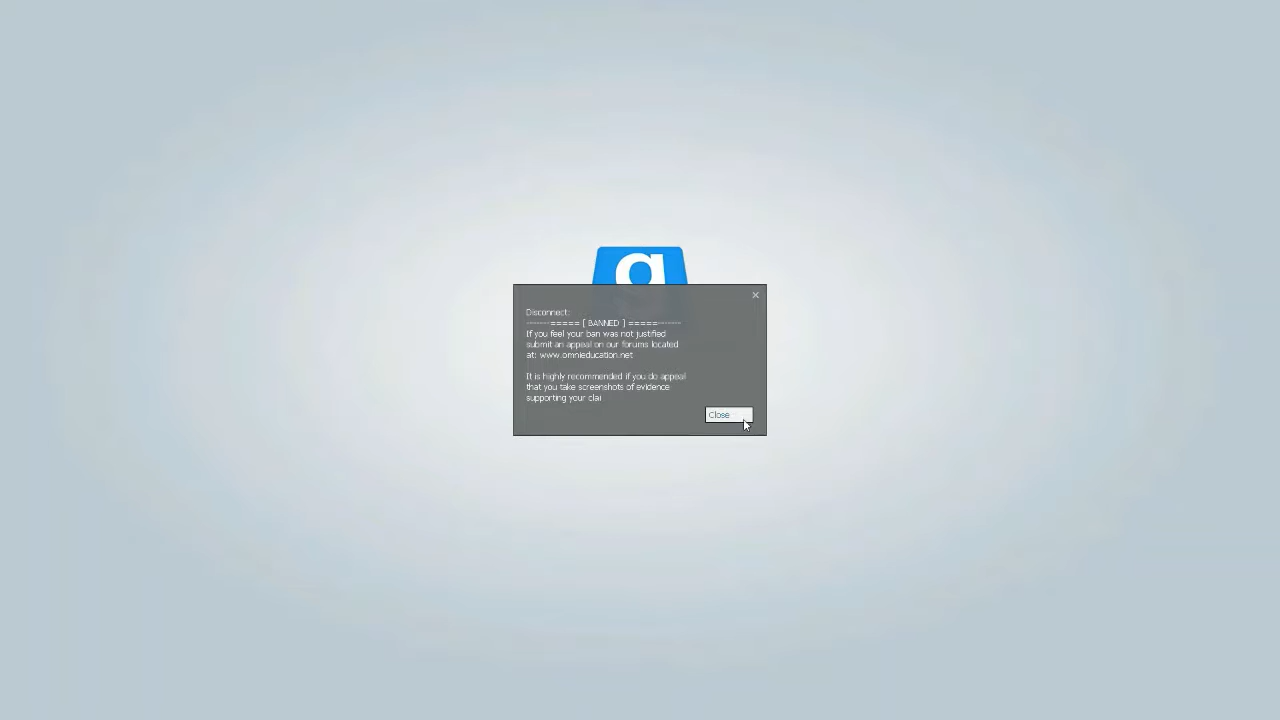 g
Disconnect:
-------===== [ BANNED ] =====-------
If you feel your ban was not justified
submit an appeal on our forums located
at: www.omnieducation.net
It is highly recommended if you do appeal
that you take screenshots of evidence
supporting your clai
Close